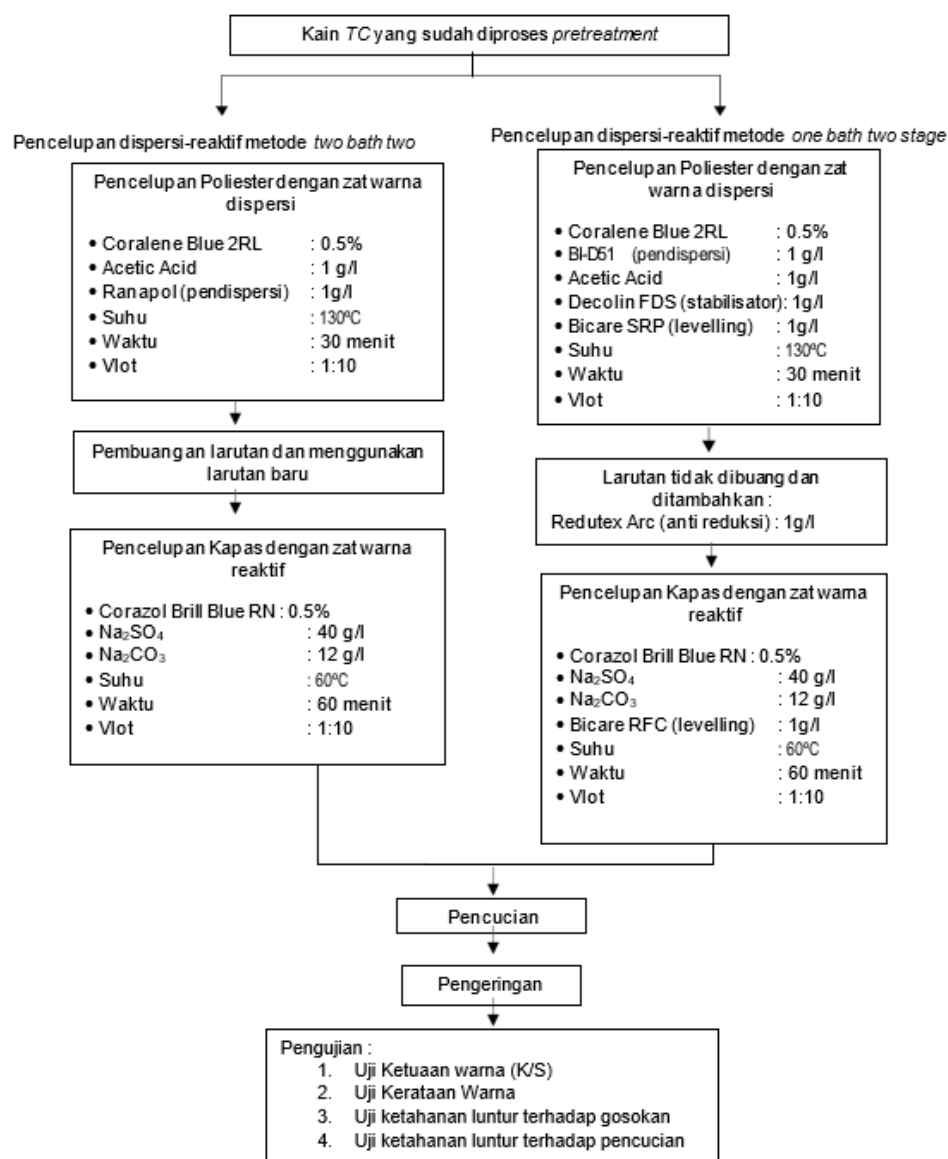 Kain TC yang sudah diproses pretreatment
Pencelupan dispersi-reaktif metode two bath two
Pencelupan Poliester dengan zat warna
dispersi
• Coralene Blue 2RL : 0.5%
• Acetic Acid : 1 g/l
• Ranapol (pendispersi) : 1g/l
• Suhu : 130ºC
• Waktu : 30 menit
• Vlot : 1:10
Pembuangan larutan dan menggunakan
larutan baru
Pencelupan Kapas dengan zat warna
reaktif
• Corazol Brill Blue RN : 0.5%
• Na₂SO₄ : 40 g/l
• Na₂CO₃ : 12 g/l
• Suhu : 60ºC
• Waktu : 60 menit
• Vlot : 1:10
Pencelupan dispersi-reaktif metode one bath two stage
Pencelupan Poliester dengan zat
warna dispersi
• Coralene Blue 2RL : 0.5%
• BI-D51 (pendispersi) : 1 g/l
• Acetic Acid : 1g/l
• Decolin FDS (stabilisator) : 1g/l
• Bicare SRP (levelling) : 1g/l
• Suhu : 130ºC
• Waktu : 30 menit
• Vlot : 1:10
Larutan tidak dibuang dan
ditambahkan :
Redutex Arc (anti reduksi) : 1g/l
Pencelupan Kapas dengan zat warna
reaktif
• Corazol Brill Blue RN : 0.5%
• Na₂SO₄ : 40 g/l
• Na₂CO₃ : 12 g/l
• Bicare RFC (levelling) : 1g/l
• Suhu : 60ºC
• Waktu : 60 menit
• Vlot : 1:10
Pencucian
Pengeringan
Pengujian :
1. Uji Ketuaan warna (K/S)
2. Uji Kerataan Warna
3. Uji ketahanan luntur terhadap gosokan
4. Uji ketahanan luntur terhadap pencucian